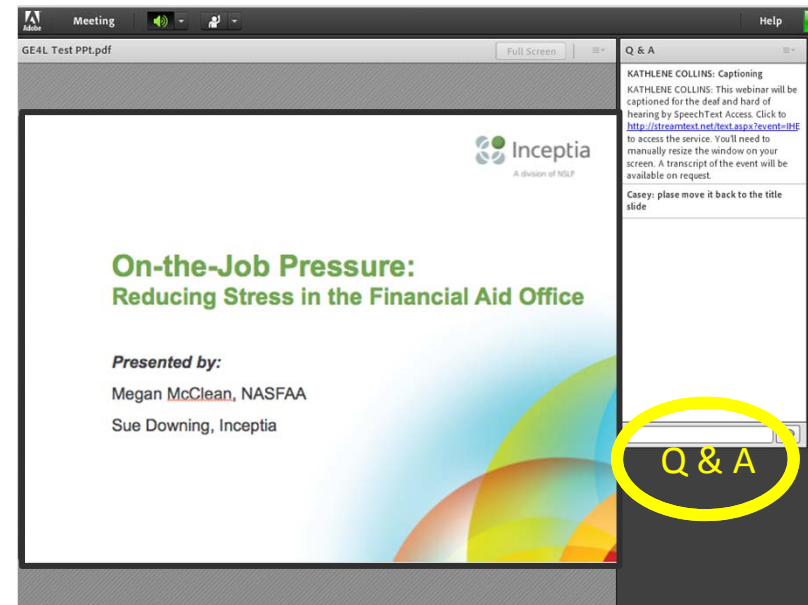 Adobe Meeting Help
GE4L Test PPt.pdf Full Screen
Q & A
KATHLENE COLLINS: Captioning
KATHLENE COLLINS: This webinar will be
captioned for the deaf and hard of
hearing by SpeechText Access. Click to
http://streamtext.net/text.aspx?event=IHE
to access the service. You'll need to
manually resize the window on your
screen. A transcript of the event will be
available on request.
Casey: plase move it back to the title
slide
Inceptia
A division of NSLP
On-the-Job Pressure:
Reducing Stress in the Financial Aid Office
Presented by:
Megan McClean, NASFAA
Sue Downing, Inceptia
Q & A